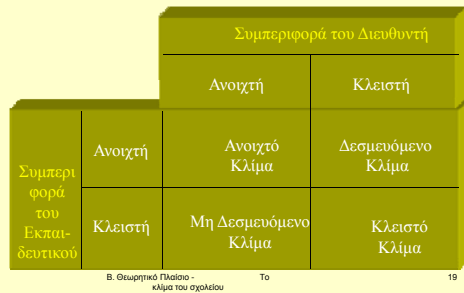 Συμπεριφορά του Διευθυντή
Ανοιχτή Κλειστή
Συμπερι
φορά
του
Εκπαι-
δευτικού
Ανοιχτή
Ανοιχτό
Κλίμα
Δεσμευόμενο
Κλίμα
Κλειστή
Μη Δεσμευόμενο
Κλίμα
Κλειστό
Κλίμα
Β. Θεωρητικό Πλαίσιο - Το
κλίμα του σχολείου
19